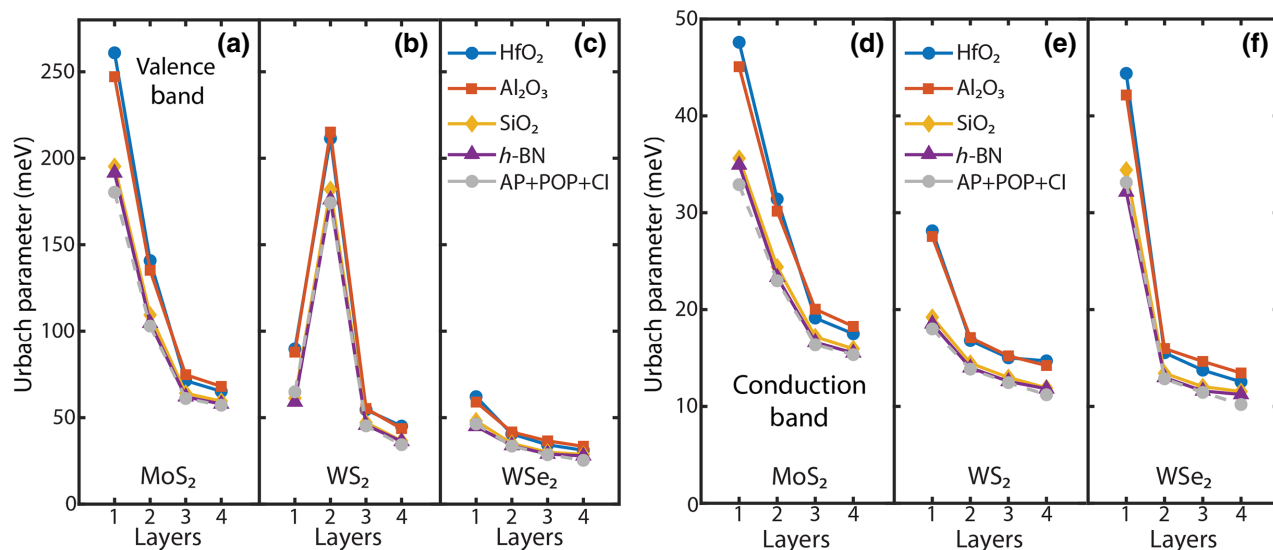 Urbach parameter (meV)
250
200
150
100
50
0
(a)
Valence
band
MoS₂
1 2 3 4
Layers
(b)
WS₂
1 2 3 4
Layers
(c)
HfO₂
Al₂O₃
SiO₂
h-BN
AP+POP+CI
WSe₂
1 2 3 4
Layers
Urbach parameter (meV)
50
40
30
20
10
0
(d)
Conduction
band
MoS₂
1 2 3 4
Layers
(e)
HfO₂
Al₂O₃
SiO₂
h-BN
AP+POP+CI
WS₂
1 2 3 4
Layers
(f)
WSe₂
1 2 3 4
Layers